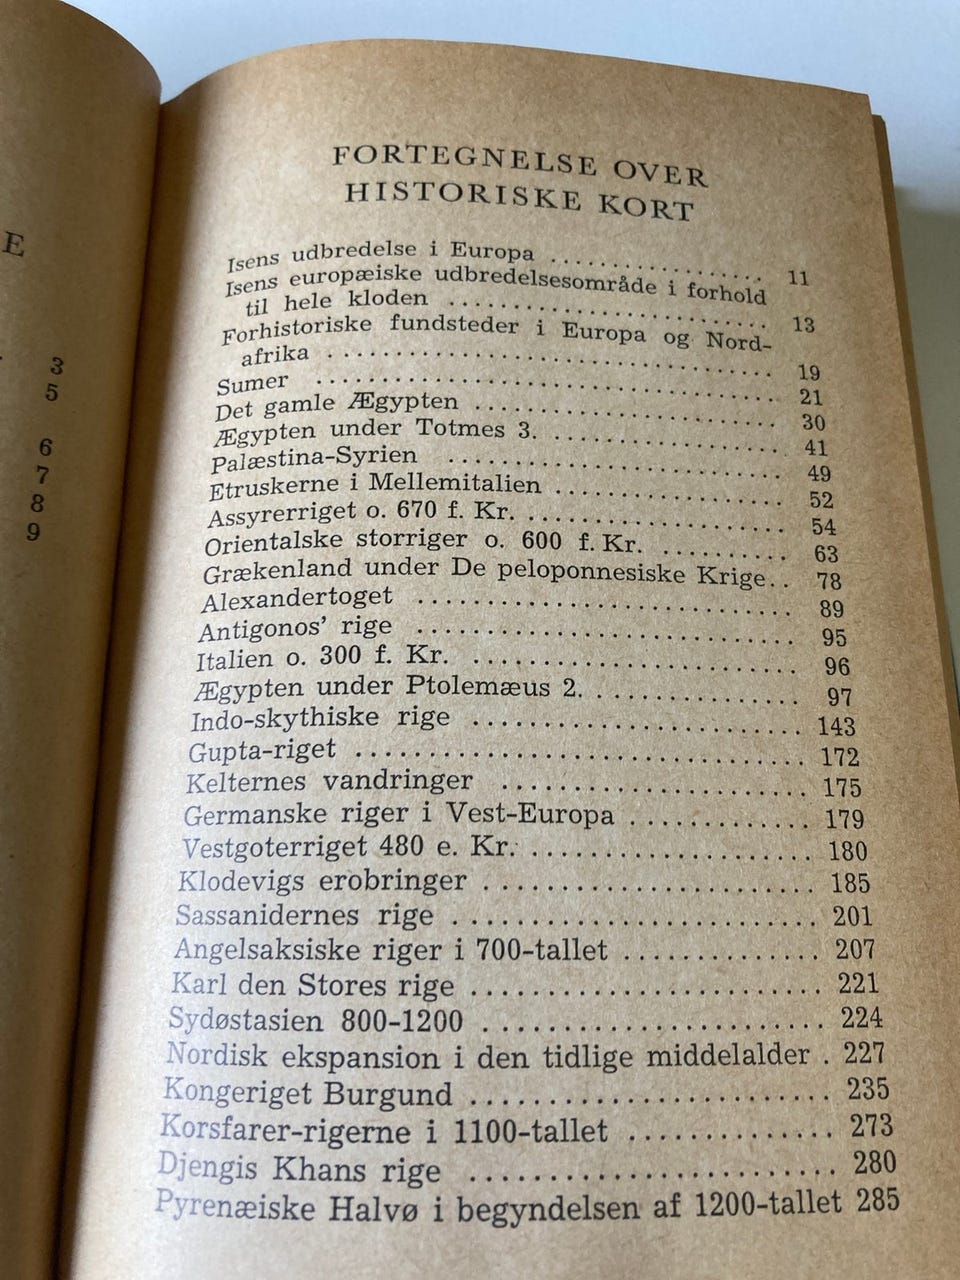 E
3
5
6
7
8
9
FORTEGNELSE OVER
HISTORISKE KORT
Isens udbredelse i Europa .................... 11
Isens europæiske udbredelsesområde i forhold
til hele kloden .............................. 13
Forhistoriske fundsteder i Europa og Nord-
afrika ....................................... 19
Sumer ........................................ 21
Det gamle Ægypten ............................ 30
Ægypten under Totmes 3. ...................... 41
Palæstina-Syrien ............................. 49
Etruskerne i Mellemitalien ................... 52
Assyrerriget o. 670 f. Kr. ................... 54
Orientalske storriger o. 600 f. Kr. .......... 63
Grækenland under De peloponnesiske Krige.. 78
Alexandertoget ............................... 89
Antigonos’ rige .............................. 95
Italien o. 300 f. Kr. ........................ 96
Ægypten under Ptolemæus 2. ................... 97
Indo-skythiske rige .......................... 143
Gupta-riget .................................. 172
Kelternes vandringer ......................... 175
Germanske riger i Vest-Europa ............ 179
Vestgoterriget 480 e. Kr. .................... 180
Klodevigs erobringer ......................... 185
Sassanidernes rige ........................... 201
Angelsaksiske riger i 700-tallet ............. 207
Karl den Stores rige ......................... 221
Sydøstasien 800-1200 ......................... 224
Nordisk ekspansion i den tidlige middelalder . 227
Kongeriget Burgund ........................... 235
Korsfarer-rigerne i 1100-tallet .............. 273
Djengis Khans rige ........................... 280
Pyrenæiske Halvø i begyndelsen af 1200-tallet 285